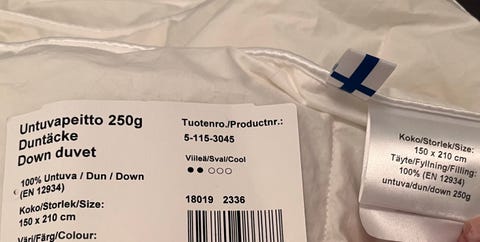 Untuvapeitto 250g
Duntäcke
Down duvet
100% Untuva / Dun / Down
(EN 12934)
Koko/Storlek/Size:
150 x 210 cm
Väri/Färg/Colour:
Tuotenro./Productnr.:
5-115-3045
Viileä/Sval/Cool
18019 2336
Koko/Storlek/Size:
150 x 210 cm
Täyte/Fyllning/Filling:
100% (EN 12934)
untuva/dun/down 250g